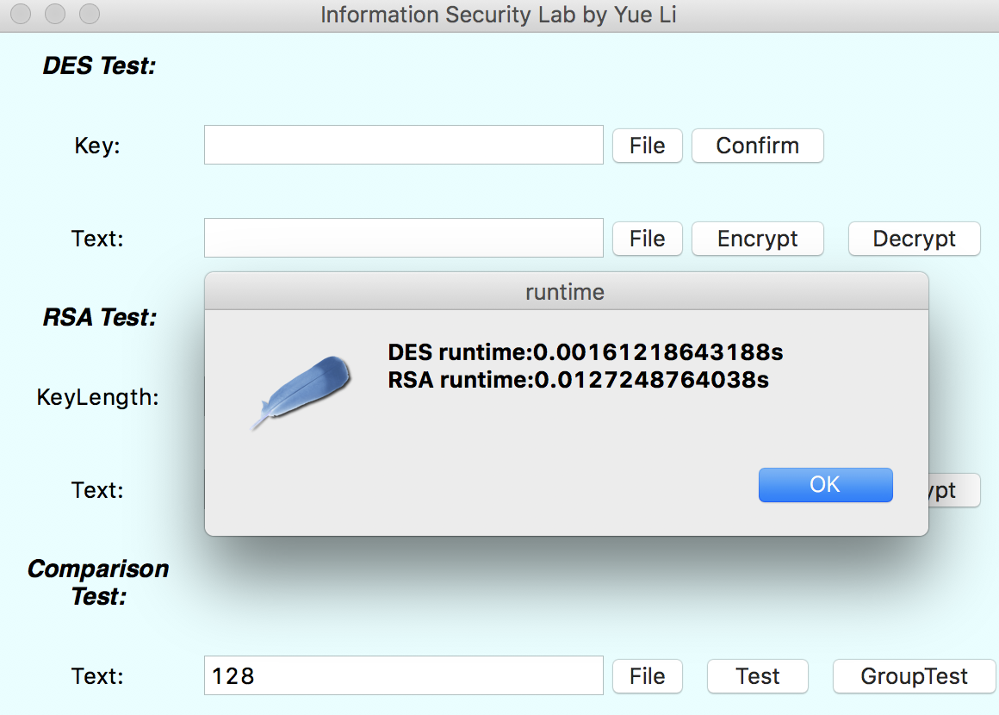 Information Security Lab by Yue Li
DES Test:
Key:
File
Confirm
Text:
File
Encrypt
Decrypt
runtime
RSA Test:
DES runtime:0.00161218643188s
RSA runtime:0.0127248764038s
KeyLength:
OK
Text:
ypt
Comparison
Test:
Text:
128
File
Test
GroupTest